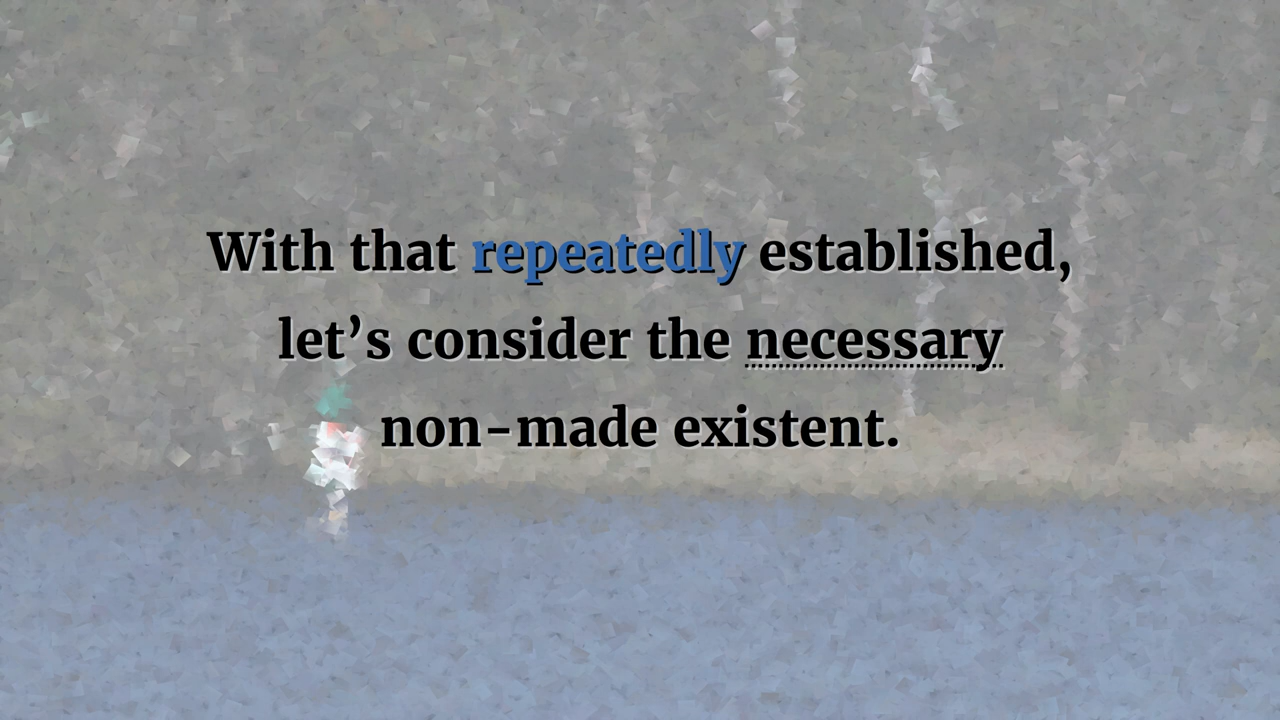 With that repeatedly established,
let’s consider the necessary
non-made existent.